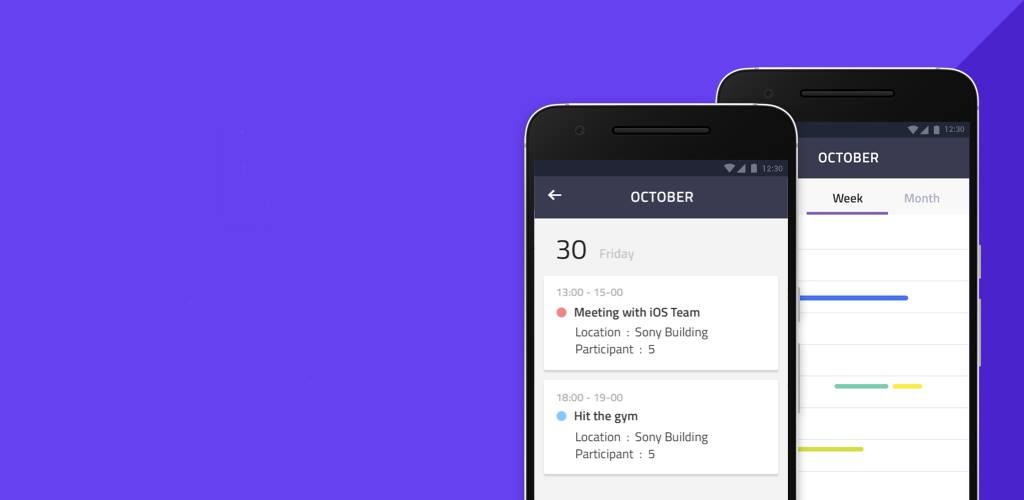 12:30
OCTOBER
30 Friday
13:00 - 15-00
Meeting with iOS Team
Location : Sony Building
Participant : 5
18:00 - 19-00
Hit the gym
Location : Sony Building
Participant : 5
12:30
OCTOBER
Week Month